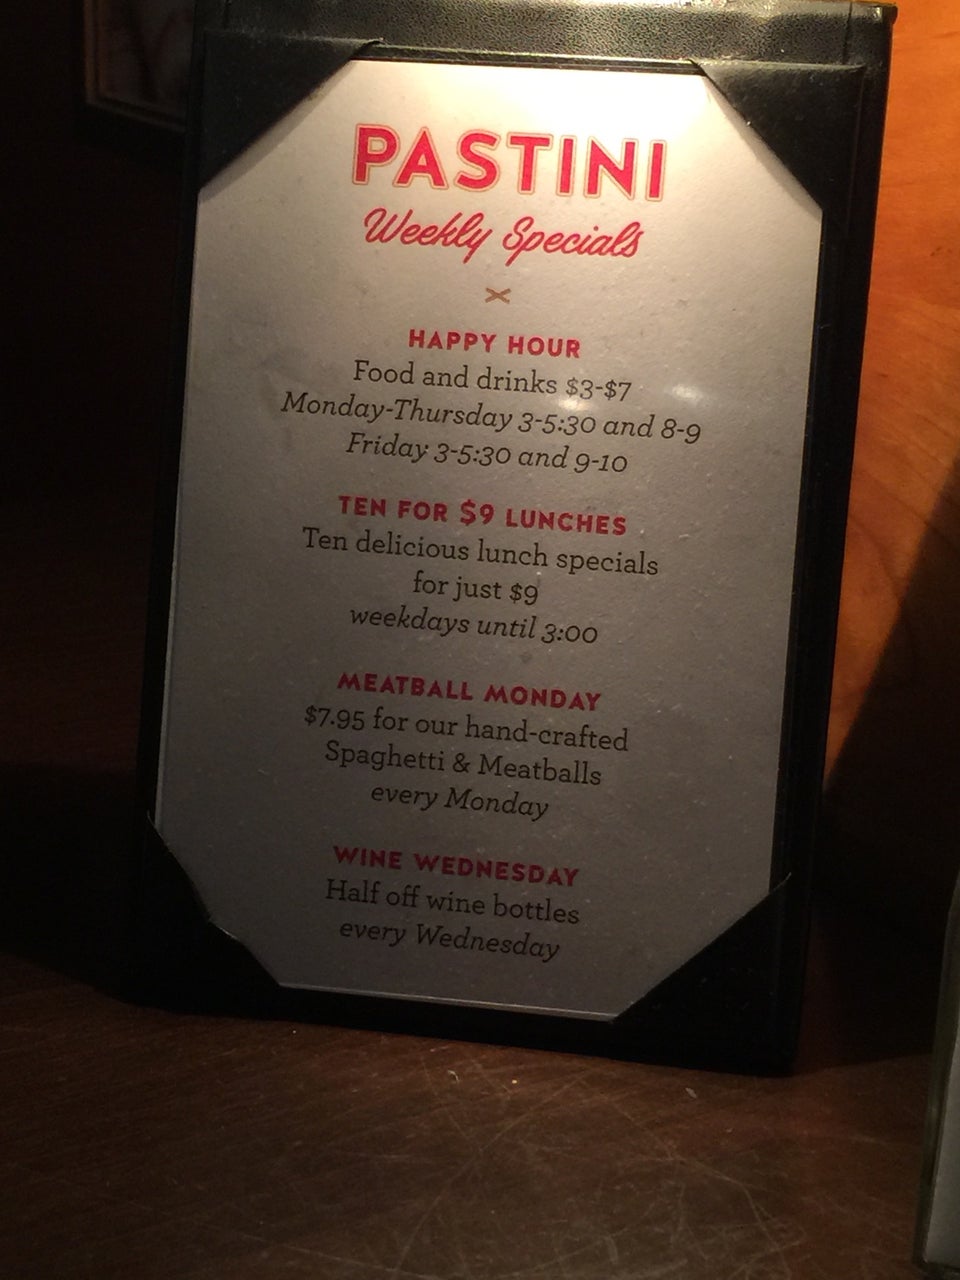 PASTINI
Weekly Specials
HAPPY HOUR
Food and drinks $3-$7
Monday-Thursday 3-5:30 and 8-9
Friday 3-5:30 and 9-10
TEN FOR $9 LUNCHES
Ten delicious lunch specials
for just $9
weekdays until 3:00
MEATBALL MONDAY
$7.95 for our hand-crafted
Spaghetti & Meatballs
every Monday
WINE WEDNESDAY
Half off wine bottles
every Wednesday